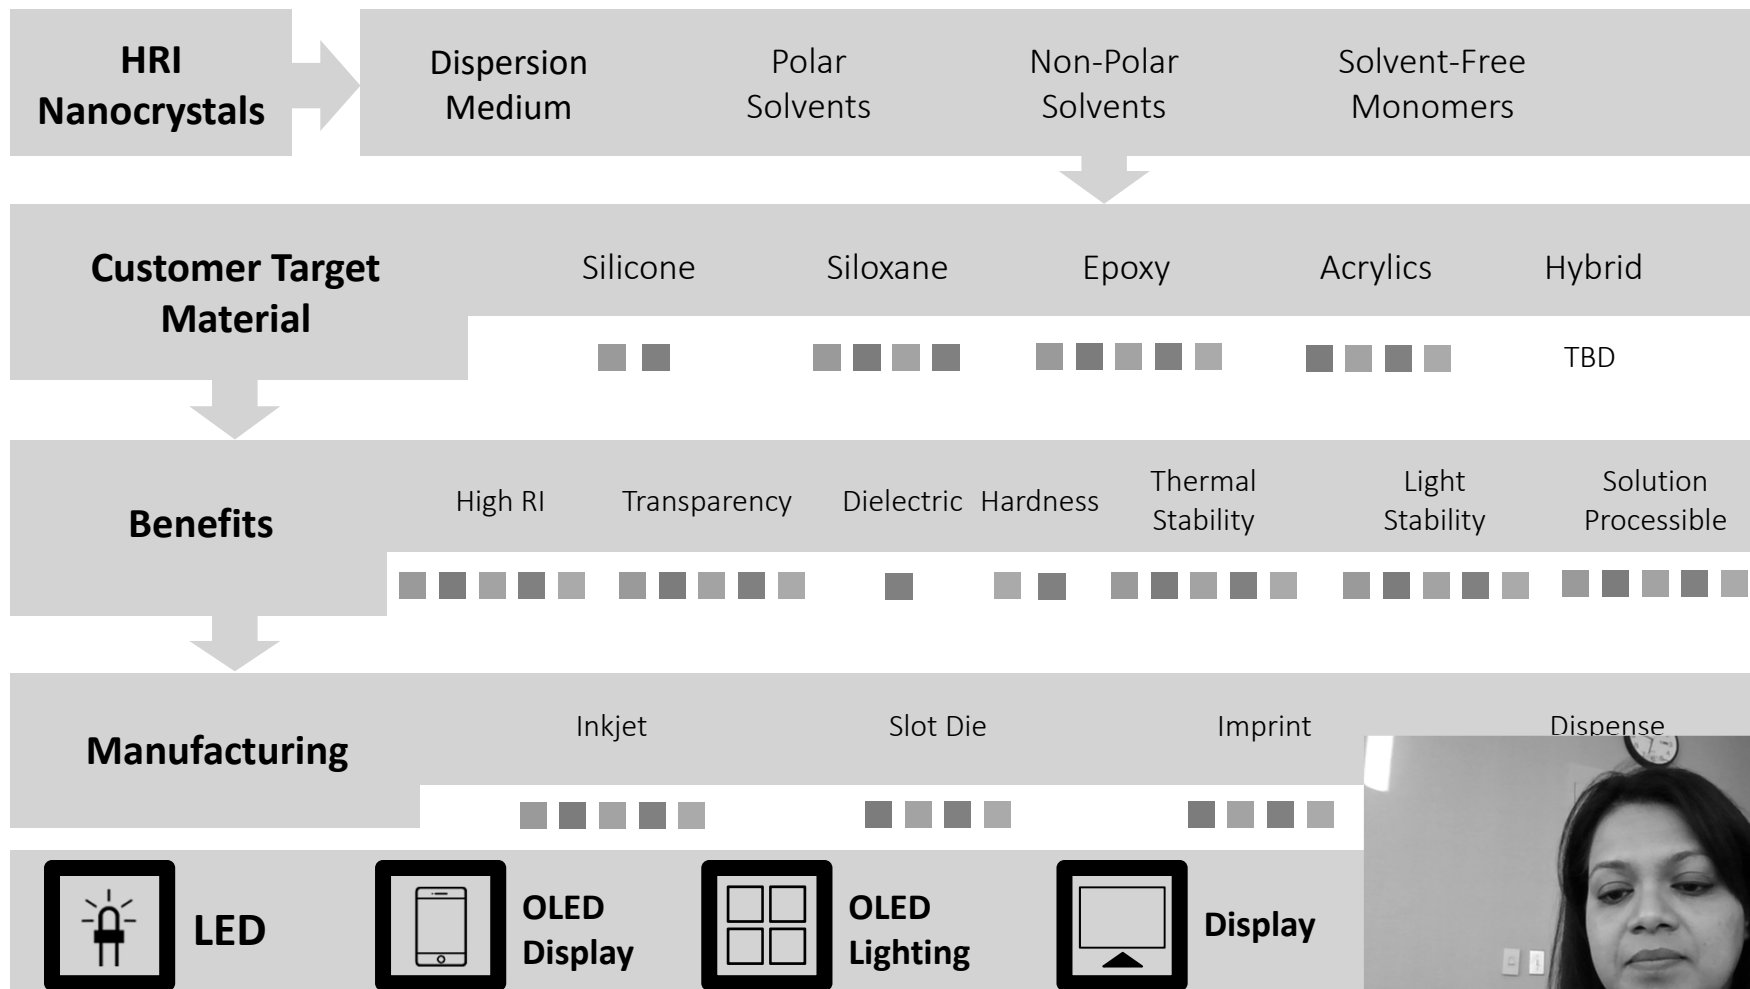 HRI
Nanocrystals
Dispersion
Medium
Polar
Solvents
Non-Polar
Solvents
Solvent-Free
Monomers
Customer Target
Material
Silicone
Siloxane
Epoxy
Acrylics
Hybrid
TBD
Benefits
High RI
Transparency
Dielectric
Hardness
Thermal
Stability
Light
Stability
Solution
Processible
Manufacturing
Inkjet
Slot Die
Imprint
Dispense
LED
OLED
Display
OLED
Lighting
Display